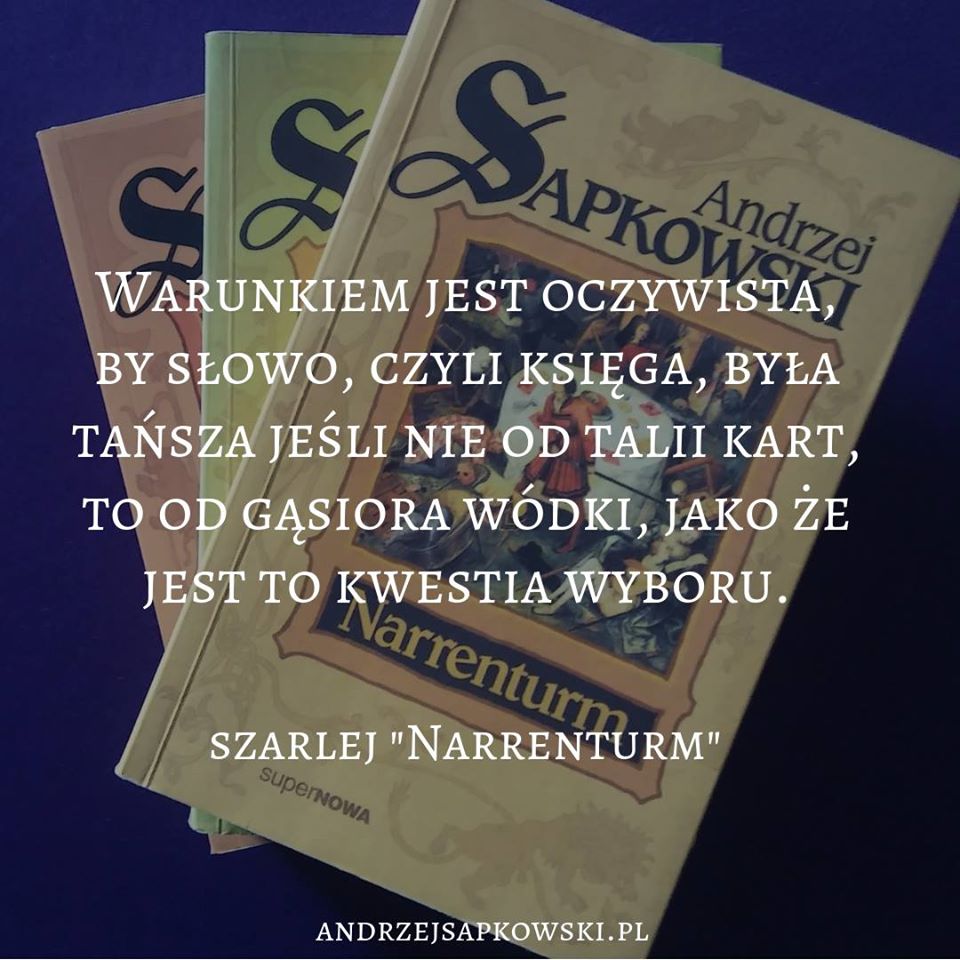 Andrzej
SAPKOWSKI
S
S
Warunkiem jest oczywista,
by słowo, czyli księga, była
tańsza jeśli nie od talii kart,
to od gąsiora wódki, jako że
jest to kwestia wyboru.
Narrenturm
szarlej "Narrenturm"
superNOWA
andrzejsapkowski.pl